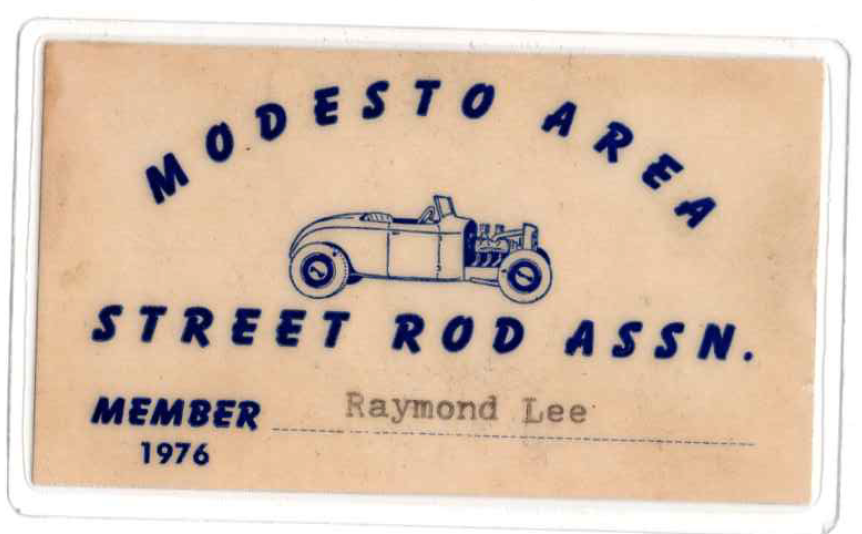 MODESTO AREA
STREET ROD ASSN.
MEMBER Raymond Lee
1976